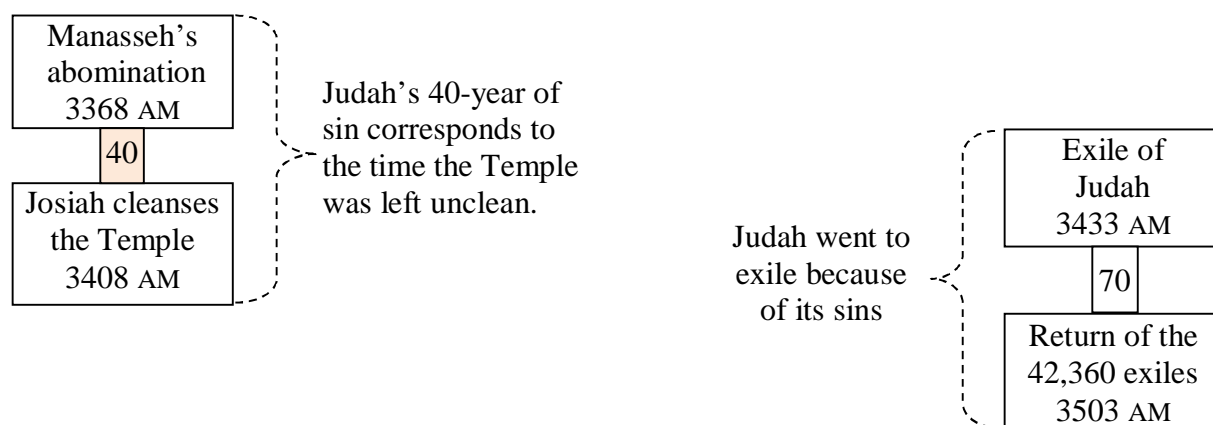 Manasseh’s
abomination
3368 AM
40
Josiah cleanses
the Temple
3408 AM
Judah’s 40-year of
sin corresponds to
the time the Temple
was left unclean.
Judah went to
exile because
of its sins
Exile of
Judah
3433 AM
70
Return of the
42,360 exiles
3503 AM